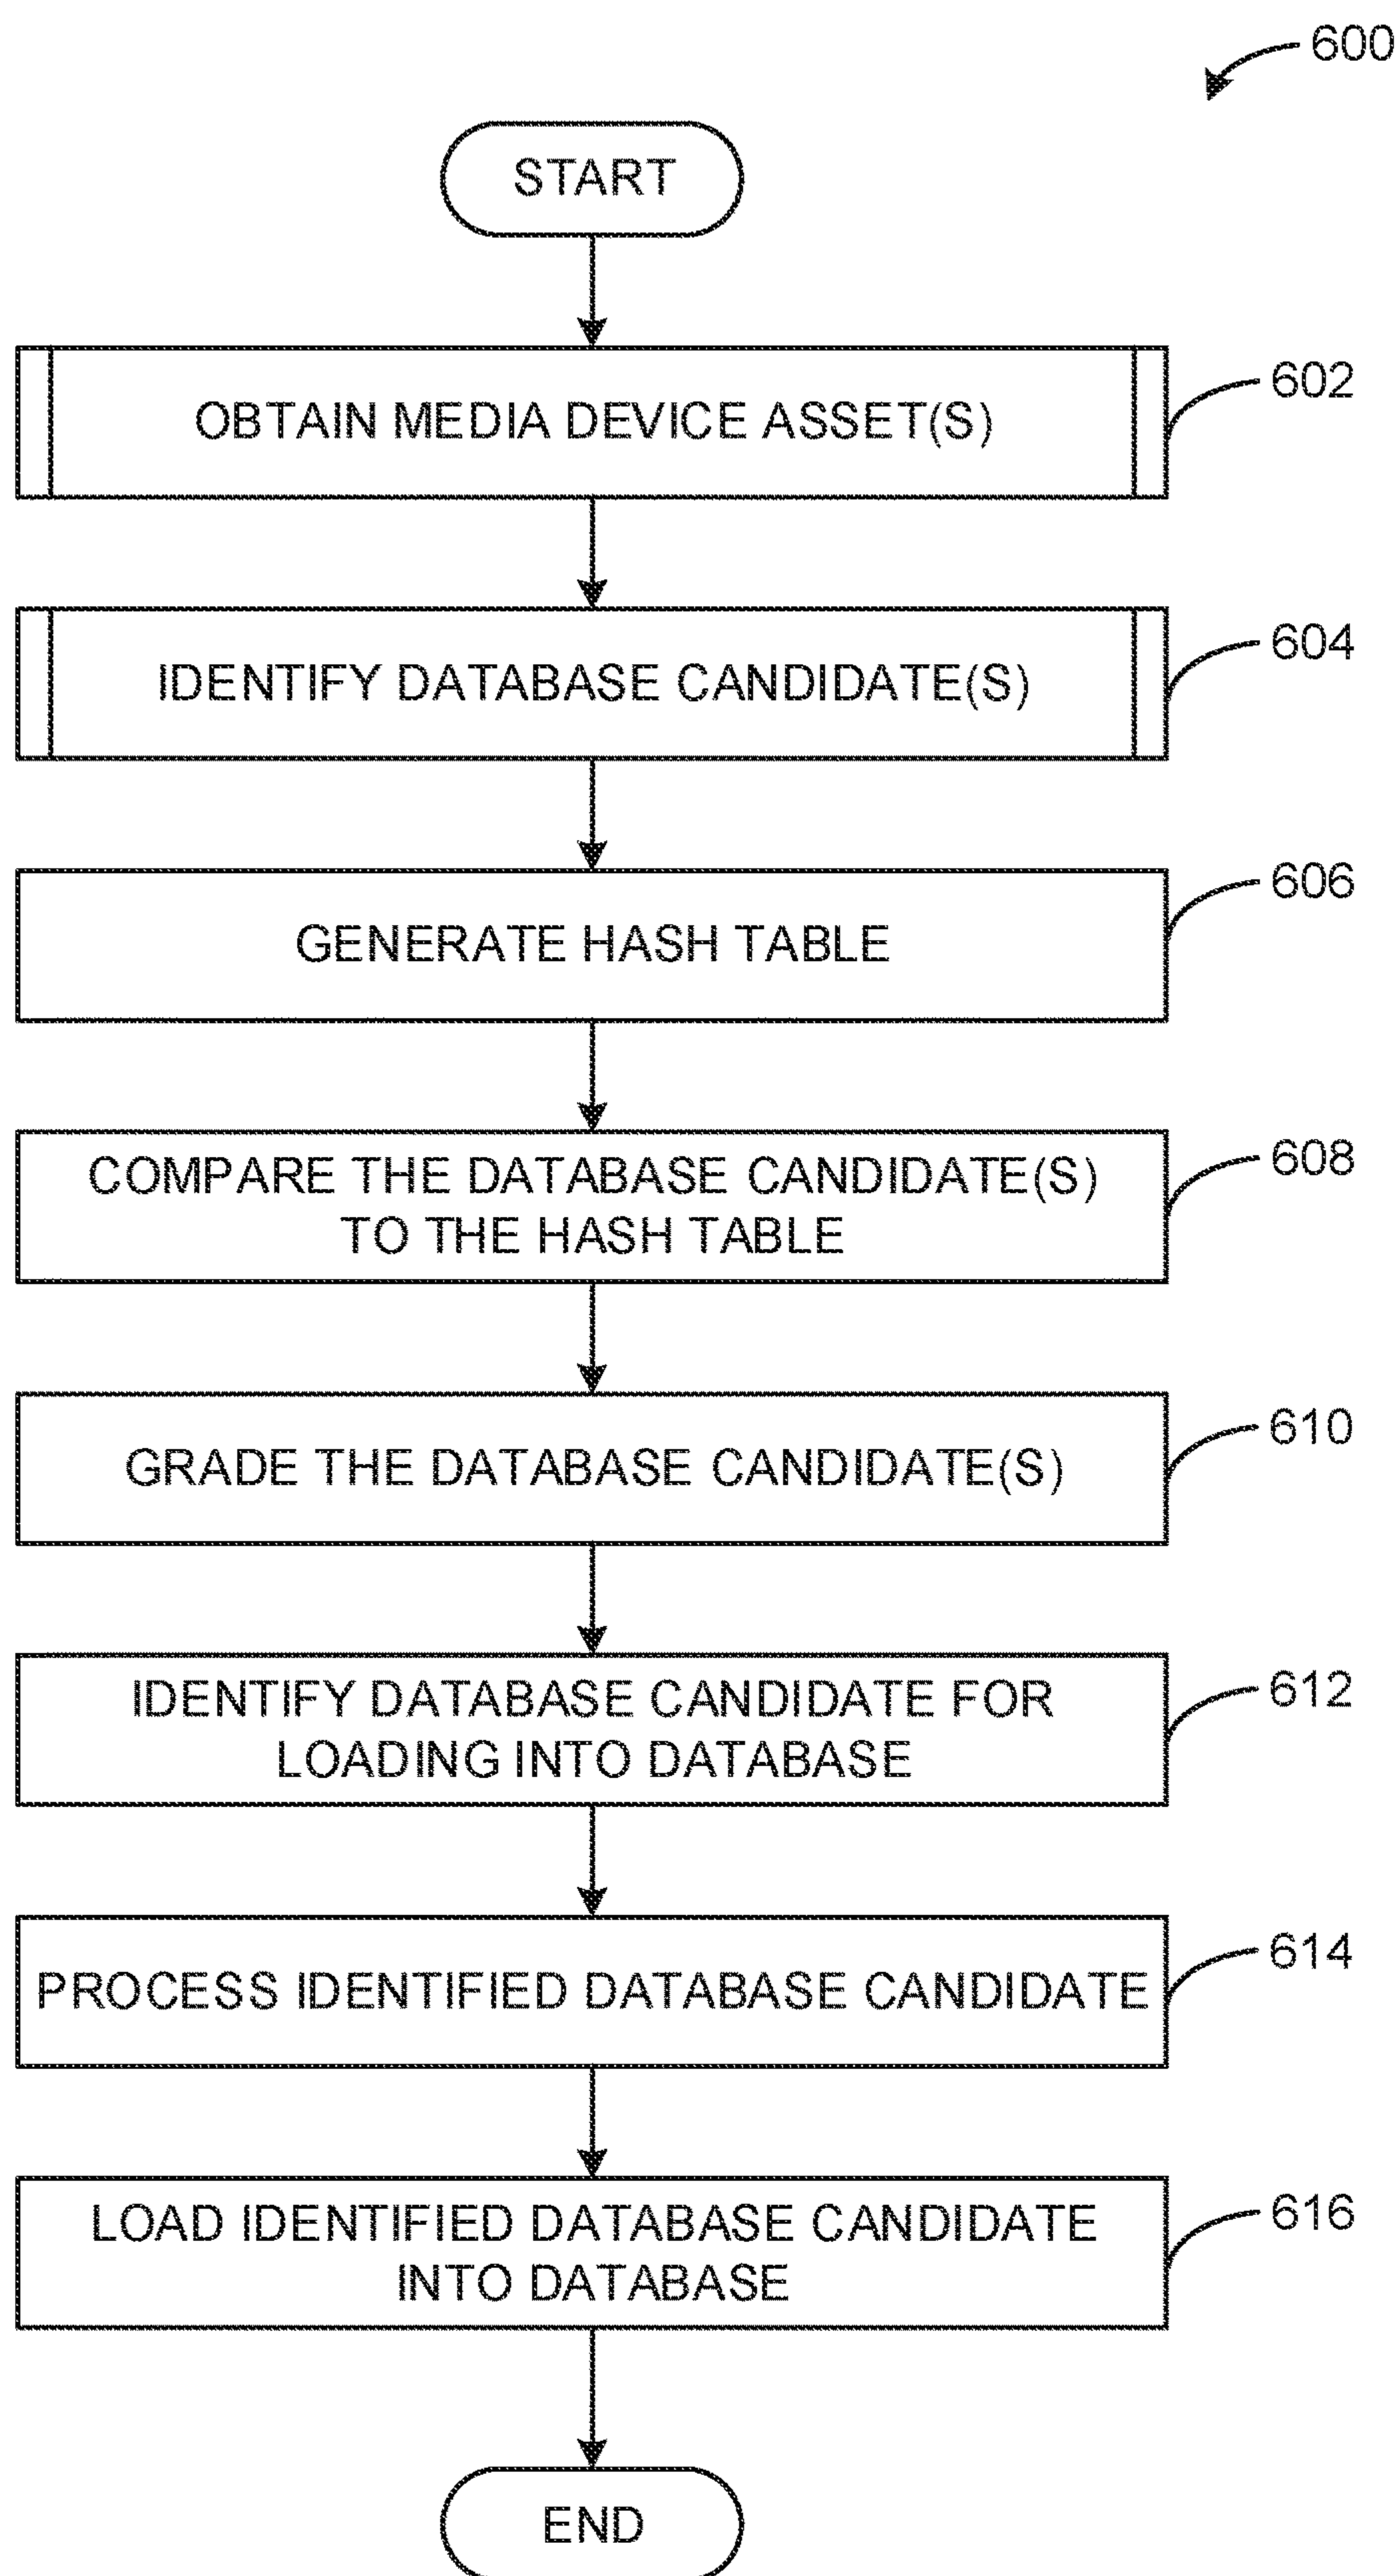 600
START
OBTAIN MEDIA DEVICE ASSET(S)
602
IDENTIFY DATABASE CANDIDATE(S)
604
GENERATE HASH TABLE
606
COMPARE THE DATABASE CANDIDATE(S)
TO THE HASH TABLE
608
GRADE THE DATABASE CANDIDATE(S)
610
IDENTIFY DATABASE CANDIDATE FOR
LOADING INTO DATABASE
612
PROCESS IDENTIFIED DATABASE CANDIDATE
614
LOAD IDENTIFIED DATABASE CANDIDATE
INTO DATABASE
616
END